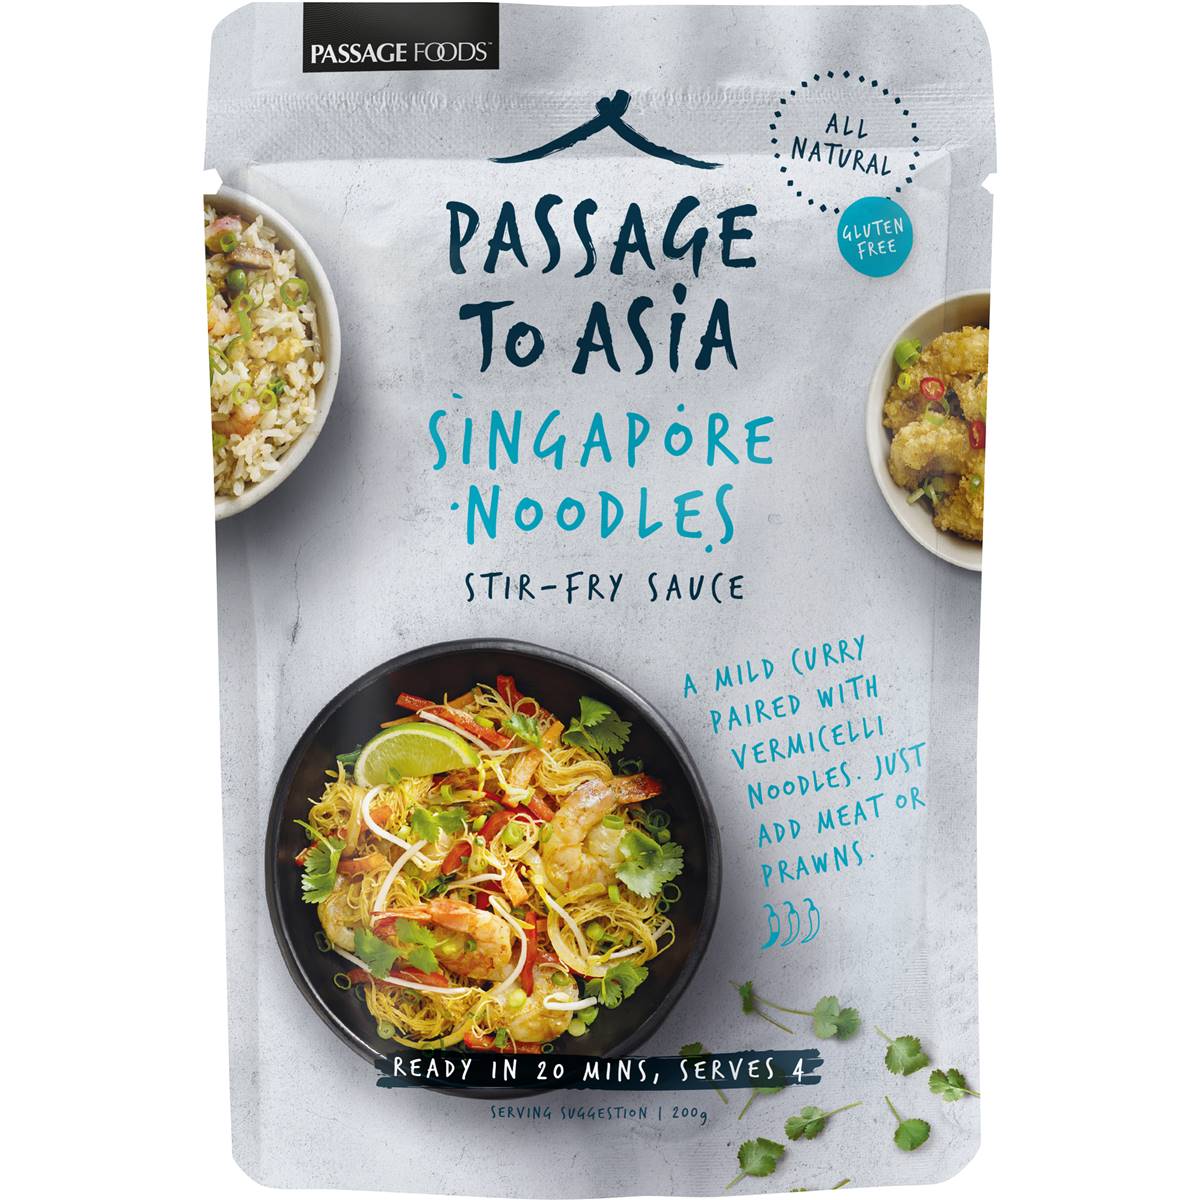 PASSAGE FOODS™
ALL
NATURAL
GLUTEN
FREE
PASSAGE
TO ASIA
SINGAPORE
NOODLES
STIR-FRY SAUCE
A MILD CURRY
PAIRED WITH
VERMICELLI
NOODLES. JUST
ADD MEAT OR
PRAWNS.
READY IN 20 MINS, SERVES 4
SERVING SUGGESTION | 200g